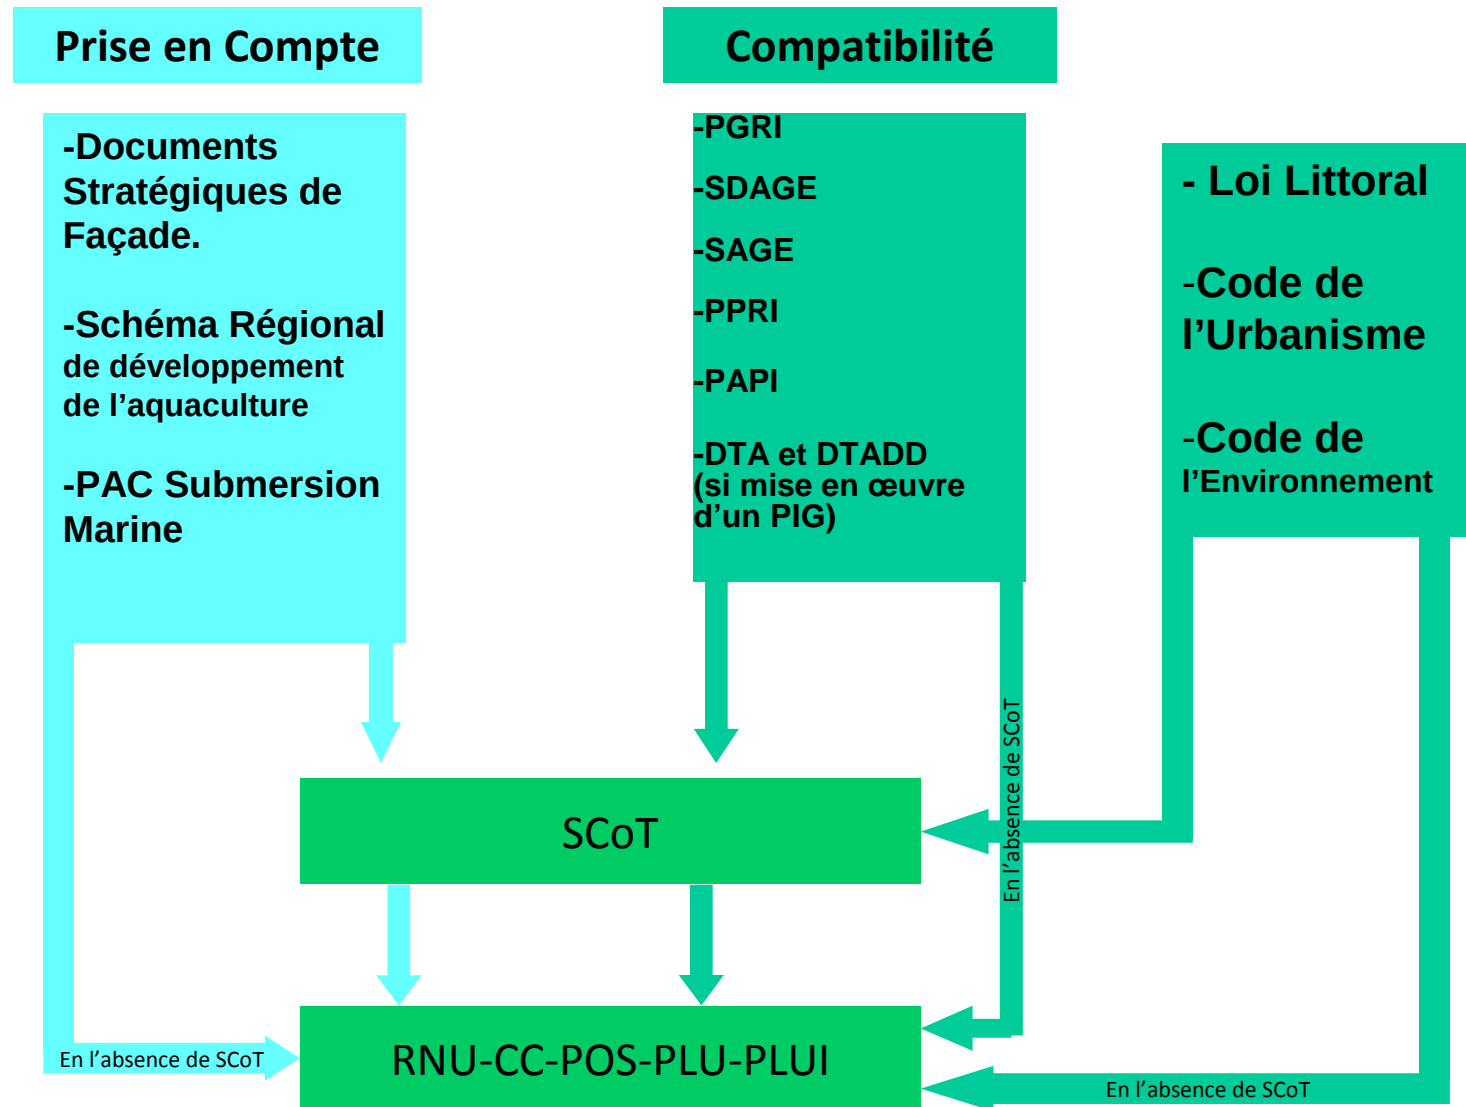 Prise en Compte
Compatibilité
-Documents
Stratégiques de
Façade.
-Schéma Régional
de développement
de l’aquaculture
-PAC Submersion
Marine
-PGRI
-SDAGE
-SAGE
-PPRI
-PAPI
-DTA et DTADD
(si mise en œuvre
d’un PIG)
- Loi Littoral
-Code de
l’Urbanisme
-Code de
l’Environnement
En l’absence de SCoT
SCoT
RNU-CC-POS-PLU-PLUI
En l’absence de SCoT
En l’absence de SCoT